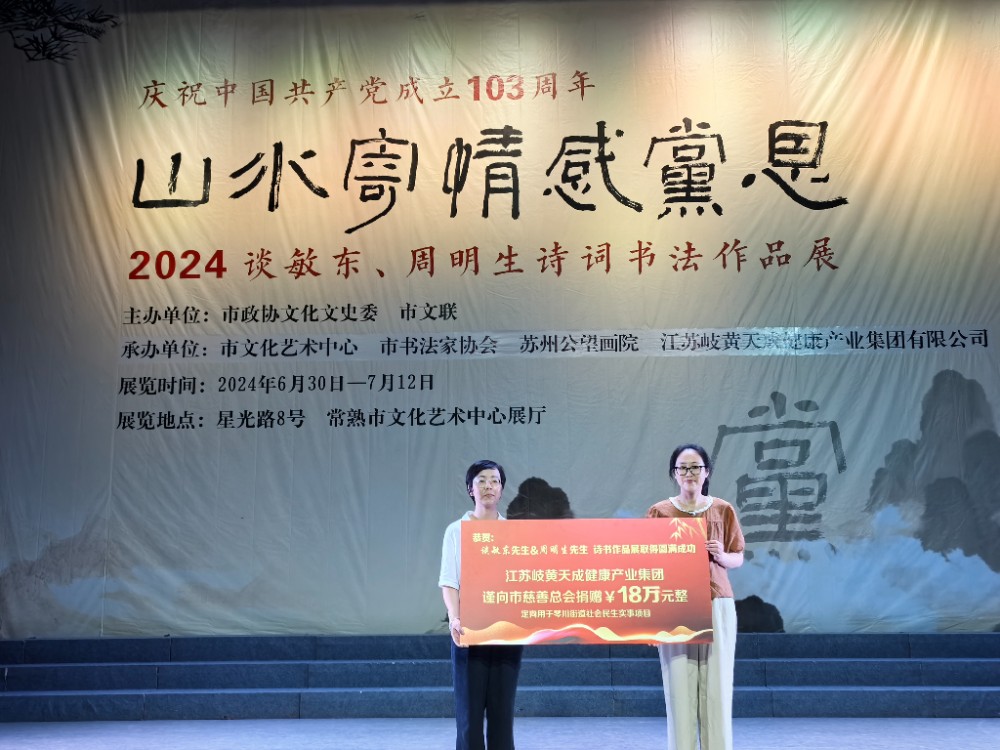 庆祝中国共产党成立103周年
山水寄情感黨恩
2024 谈敏东、周明生诗词书法作品展
主办单位：市政协文化文史委 市文联
承办单位：市文化艺术中心 市书法家协会 苏州公望画院 江苏岐黄天成健康产业集团有限公司
展览时间：2024年6月30日—7月12日
展览地点：星光路8号 常熟市文化艺术中心展厅
黨
恭贺：
谈敏东先生&周明生先生 诗书作品展取得圆满成功
江苏岐黄天成健康产业集团
谨向市慈善总会捐赠￥18万元整
定向用于琴川街道社会民生实事项目